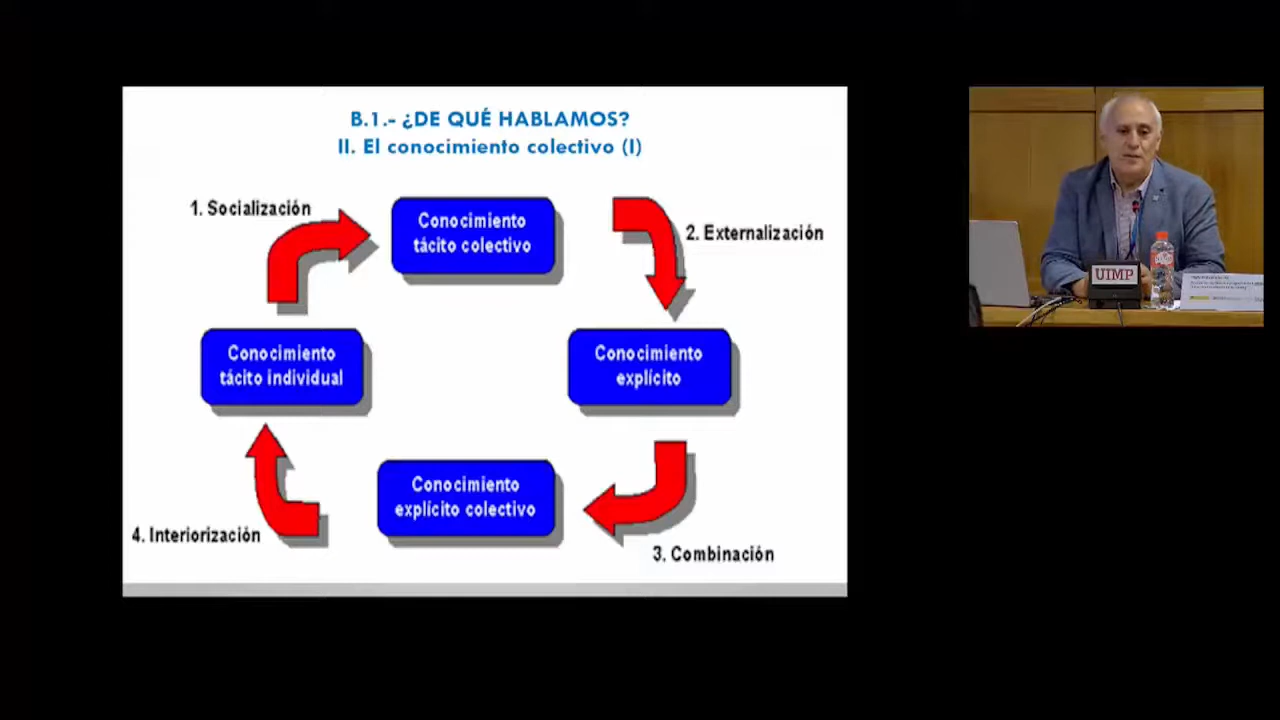 B.1.- ¿DE QUÉ HABLAMOS?
II. El conocimiento colectivo (I)
1. Socialización
Conocimiento
tácito colectivo
2. Externalización
Conocimiento
tácito individual
Conocimiento
explícito
Conocimiento
explícito colectivo
4. Interiorización
3. Combinación
UIMP